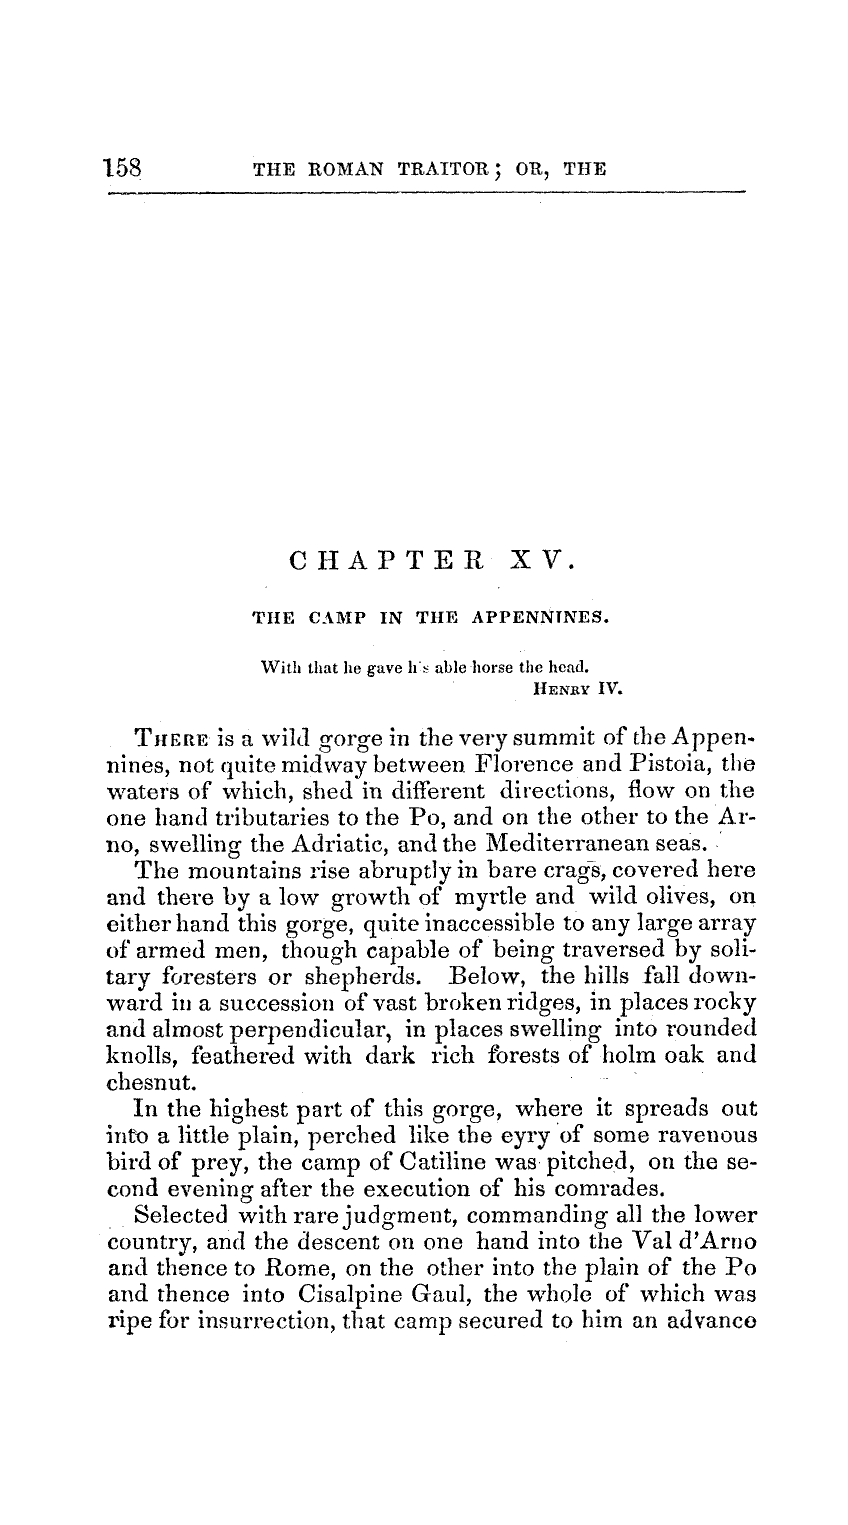 158 THE ROMAN TRAITOR; OR, THE
CHAPTER XV.
THE CAMP IN THE APPENNINES.
With that he gave his able horse the head.
HENRY IV.
THERE is a wild gorge in the very summit of the Appen-
nines, not quite midway between Florence and Pistoia, the
waters of which, shed in different directions, flow on the
one hand tributaries to the Po, and on the other to the Ar-
no, swelling the Adriatic, and the Mediterranean seas.
The mountains rise abruptly in bare crags, covered here
and there by a low growth of myrtle and wild olives, on
either hand this gorge, quite inaccessible to any large array
of armed men, though capable of being traversed by soli-
tary foresters or shepherds. Below, the hills fall down-
ward in a succession of vast broken ridges, in places rocky
and almost perpendicular, in places swelling into rounded
knolls, feathered with dark rich forests of holm oak and
chesnut.
In the highest part of this gorge, where it spreads out
into a little plain, perched like the eyry of some ravenous
bird of prey, the camp of Catiline was pitched, on the se-
cond evening after the execution of his comrades.
Selected with rare judgment, commanding all the lower
country, and the descent on one hand into the Val d'Arno
and thence to Rome, on the other into the plain of the Po
and thence into Cisalpine Gaul, the whole of which was
ripe for insurrection, that camp secured to him an advance